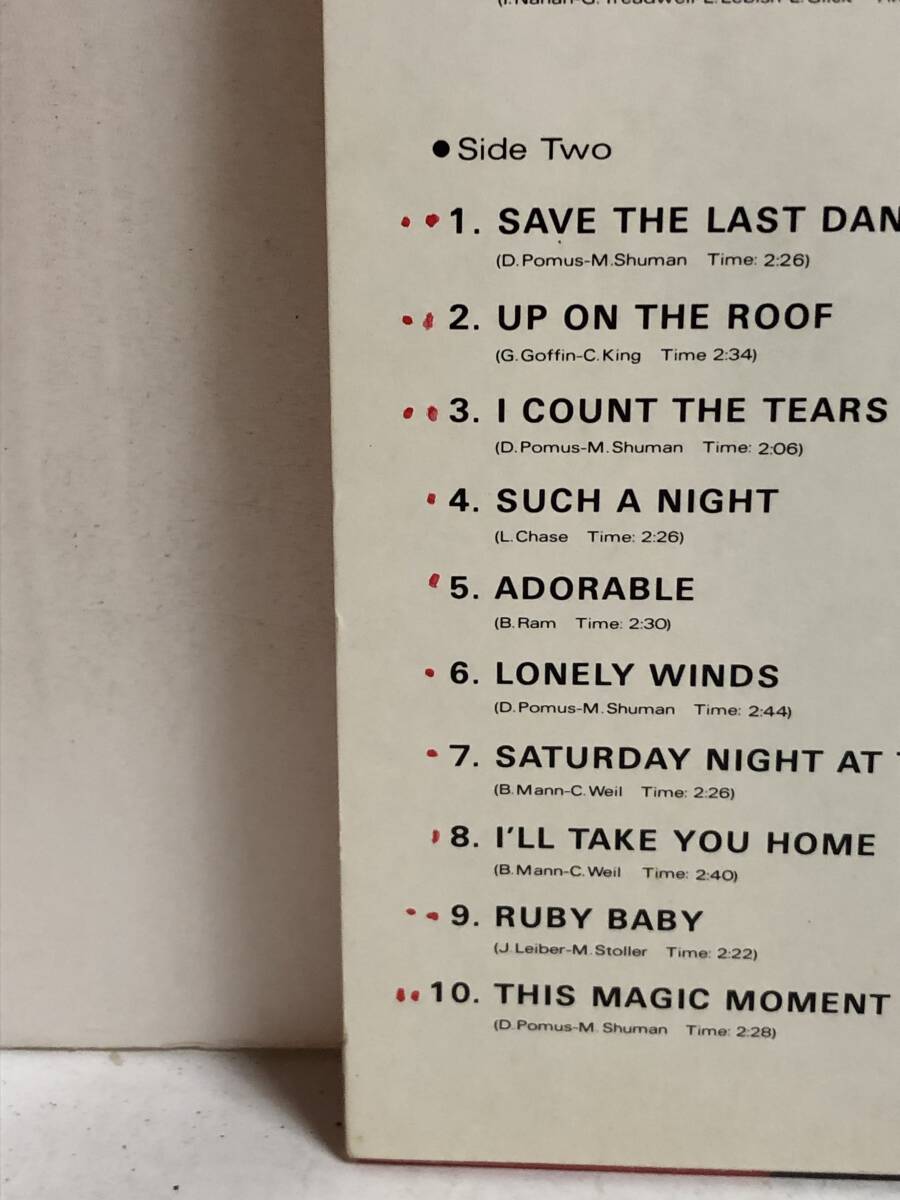 ● Side Two
1. SAVE THE LAST DAN
(D. Pomus-M. Shuman Time: 2:26)
2. UP ON THE ROOF
(G. Goffin-C. King Time 2:34)
3. I COUNT THE TEARS
(D. Pomus-M. Shuman Time: 2:06)
4. SUCH A NIGHT
(L. Chase Time: 2:26)
5. ADORABLE
(B. Ram Time: 2:30)
6. LONELY WINDS
(D. Pomus-M. Shuman Time: 2:44)
7. SATURDAY NIGHT AT
(B. Mann-C. Weil Time: 2:26)
8. I'LL TAKE YOU HOME
(B. Mann-C. Weil Time: 2:40)
9. RUBY BABY
(J. Leiber-M. Stoller Time: 2:22)
10. THIS MAGIC MOMENT
(D. Pomus-M. Shuman Time: 2:28)